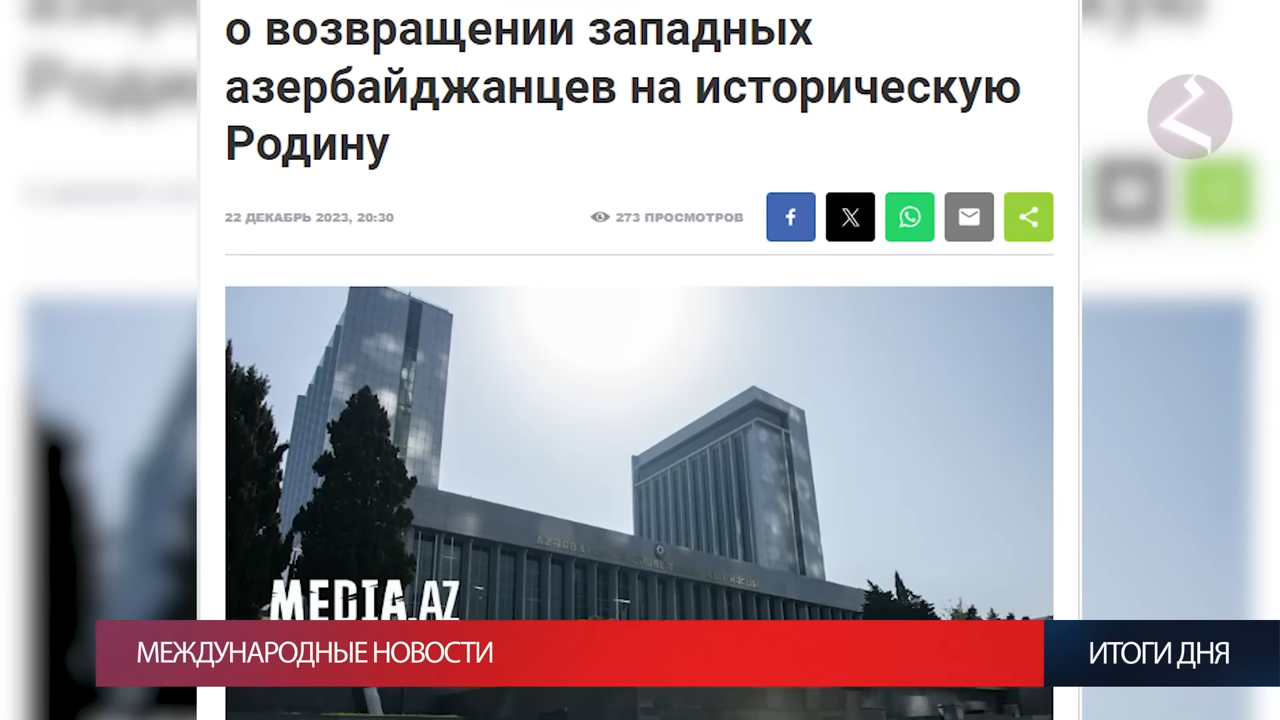 о возвращении западных
азербайджанцев на историческую
Родину
22 ДЕКАБРЬ 2023, 20:30
273 ПРОСМОТРОВ
MEDIA.AZ
МЕЖДУНАРОДНЫЕ НОВОСТИ
ИТОГИ ДНЯ